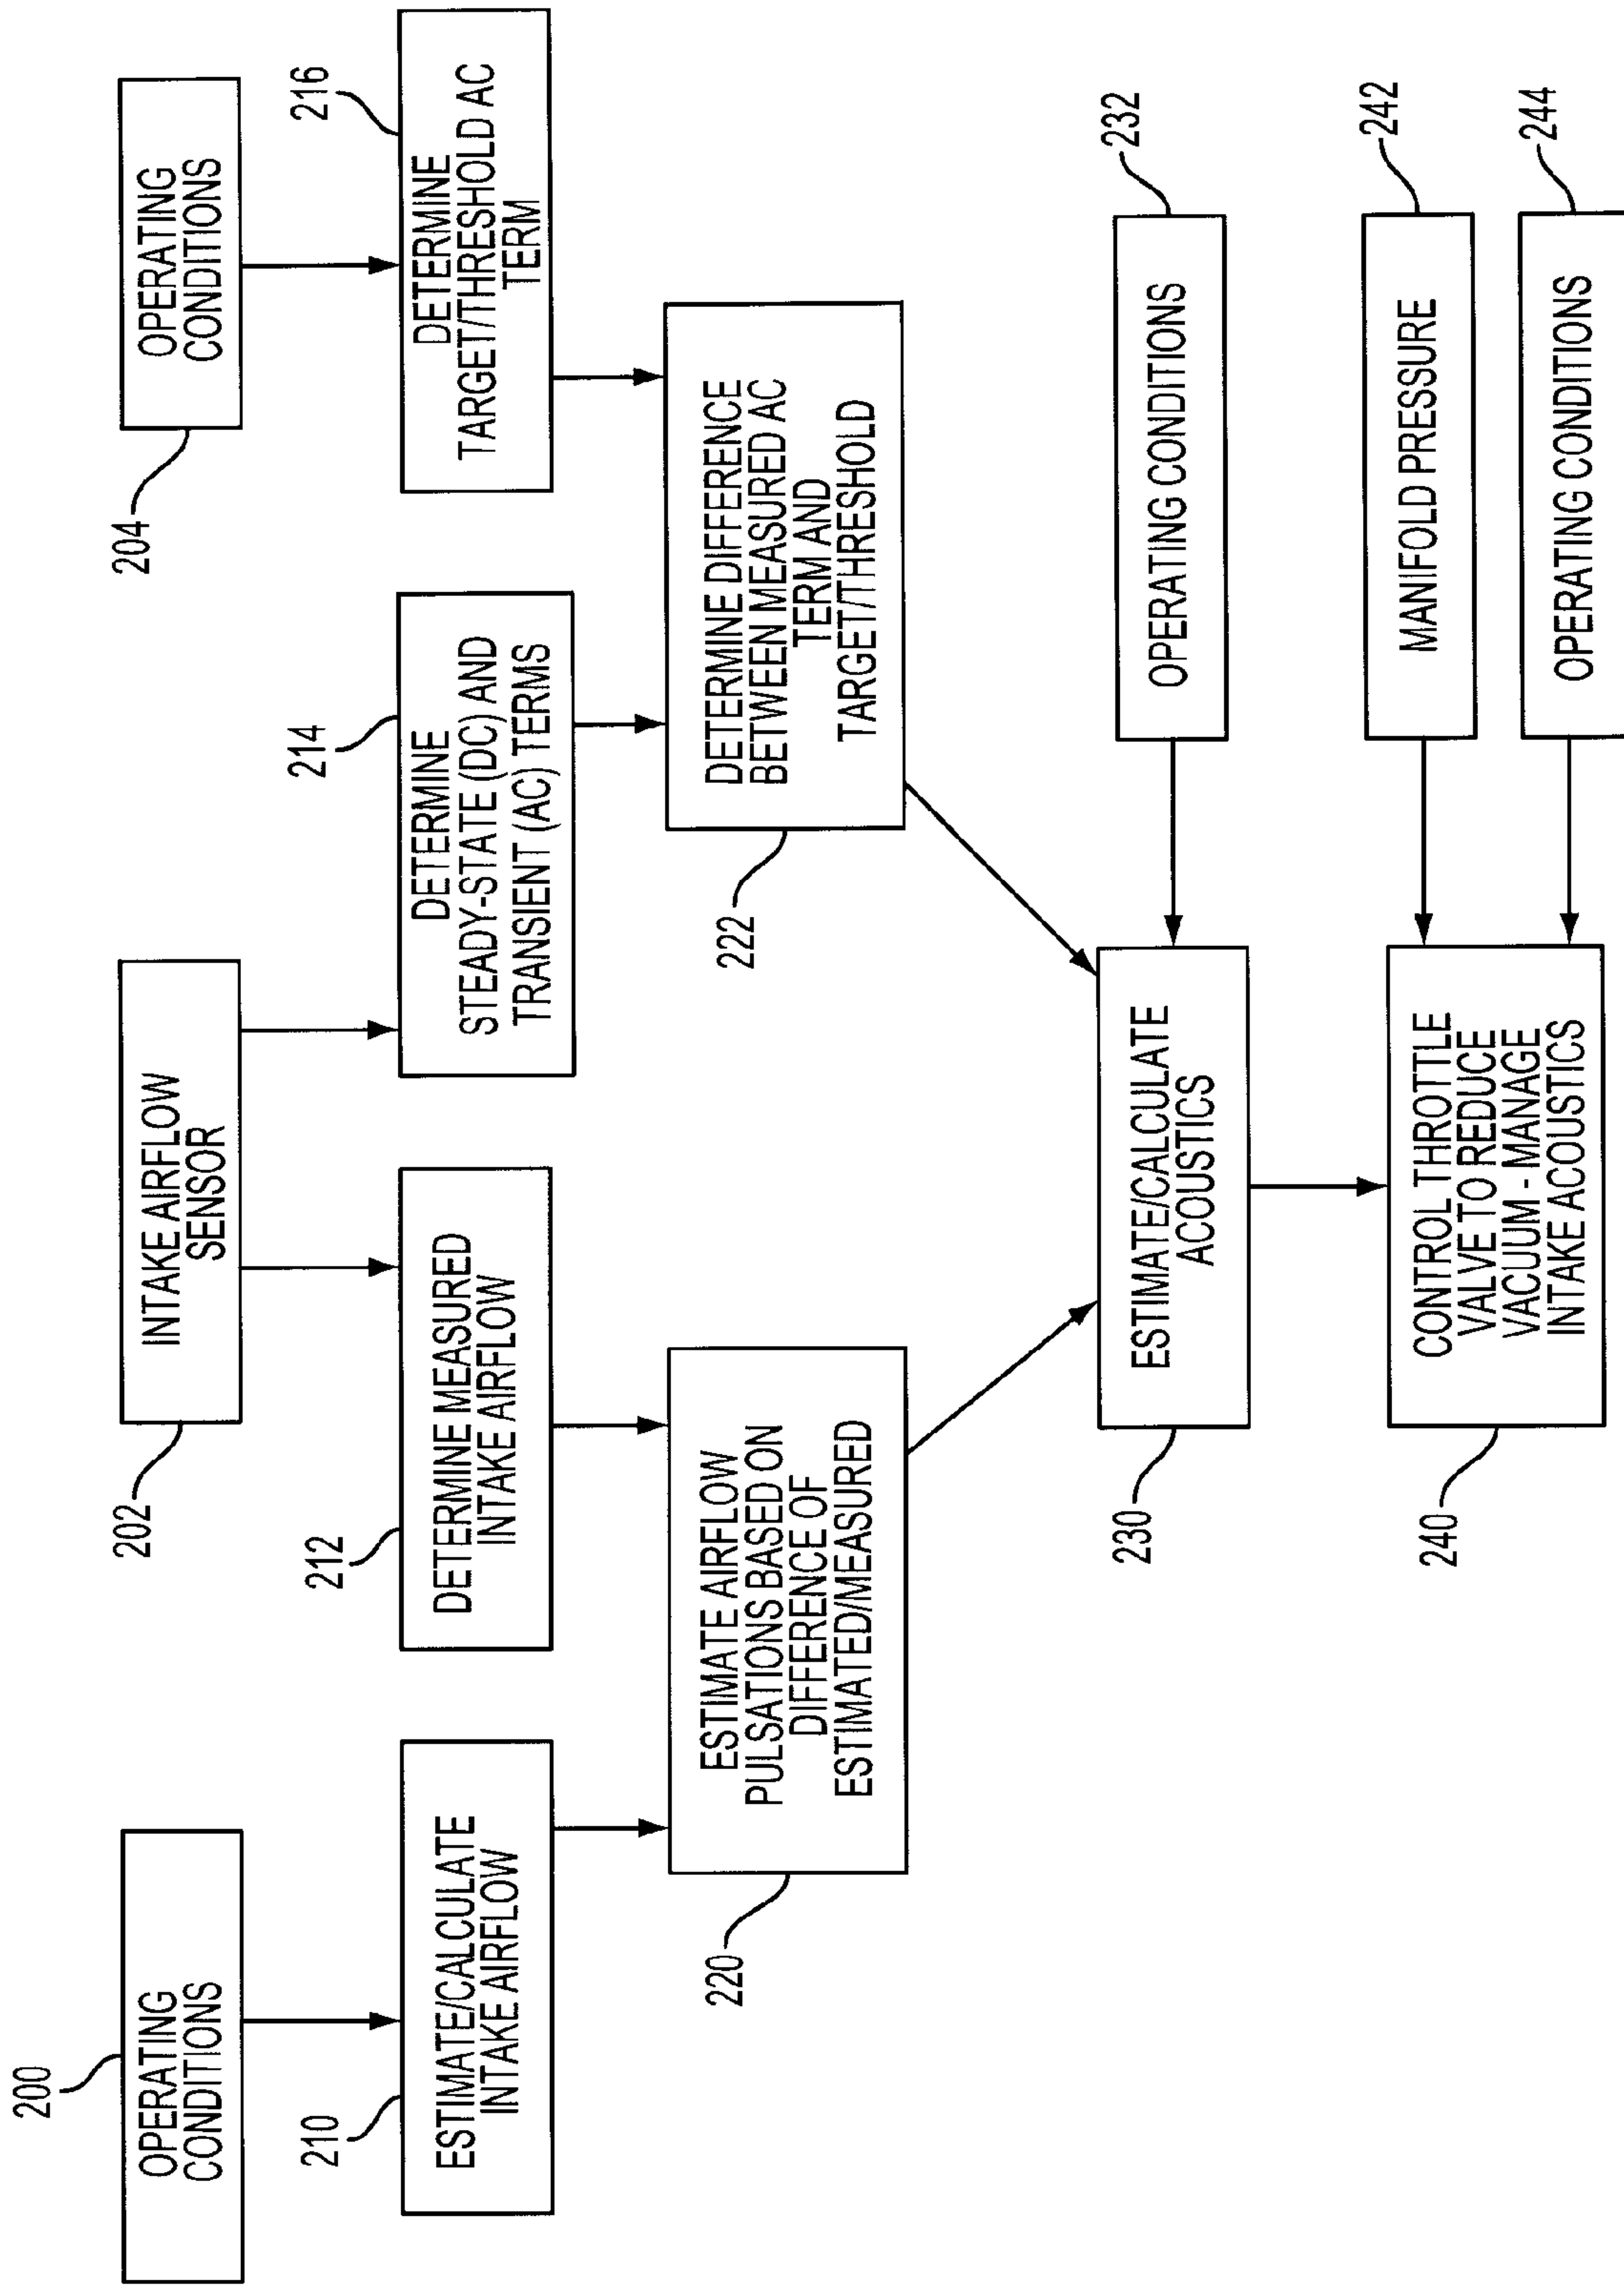 200
OPERATING
CONDITIONS
202
INTAKE AIRFLOW
SENSOR
204
OPERATING
CONDITIONS
210
ESTIMATE/CALCULATE
INTAKE AIRFLOW
212
DETERMINE MEASURED
INTAKE AIRFLOW
214
DETERMINE
STEADY-STATE (DC) AND
TRANSIENT (AC) TERMS
216
DETERMINE
TARGET/THRESHOLD AC
TERM
220
ESTIMATE AIRFLOW
PULSATIONS BASED ON
DIFFERENCE OF
ESTIMATED/MEASURED
222
DETERMINE DIFFERENCE
BETWEEN MEASURED AC
TERM AND
TARGET/THRESHOLD
230
ESTIMATE/CALCULATE
ACOUSTICS
232
OPERATING CONDITIONS
240
CONTROL THROTTLE
VALVE TO REDUCE
VACUUM - MANAGE
INTAKE ACOUSTICS
242
MANIFOLD PRESSURE
244
OPERATING CONDITIONS